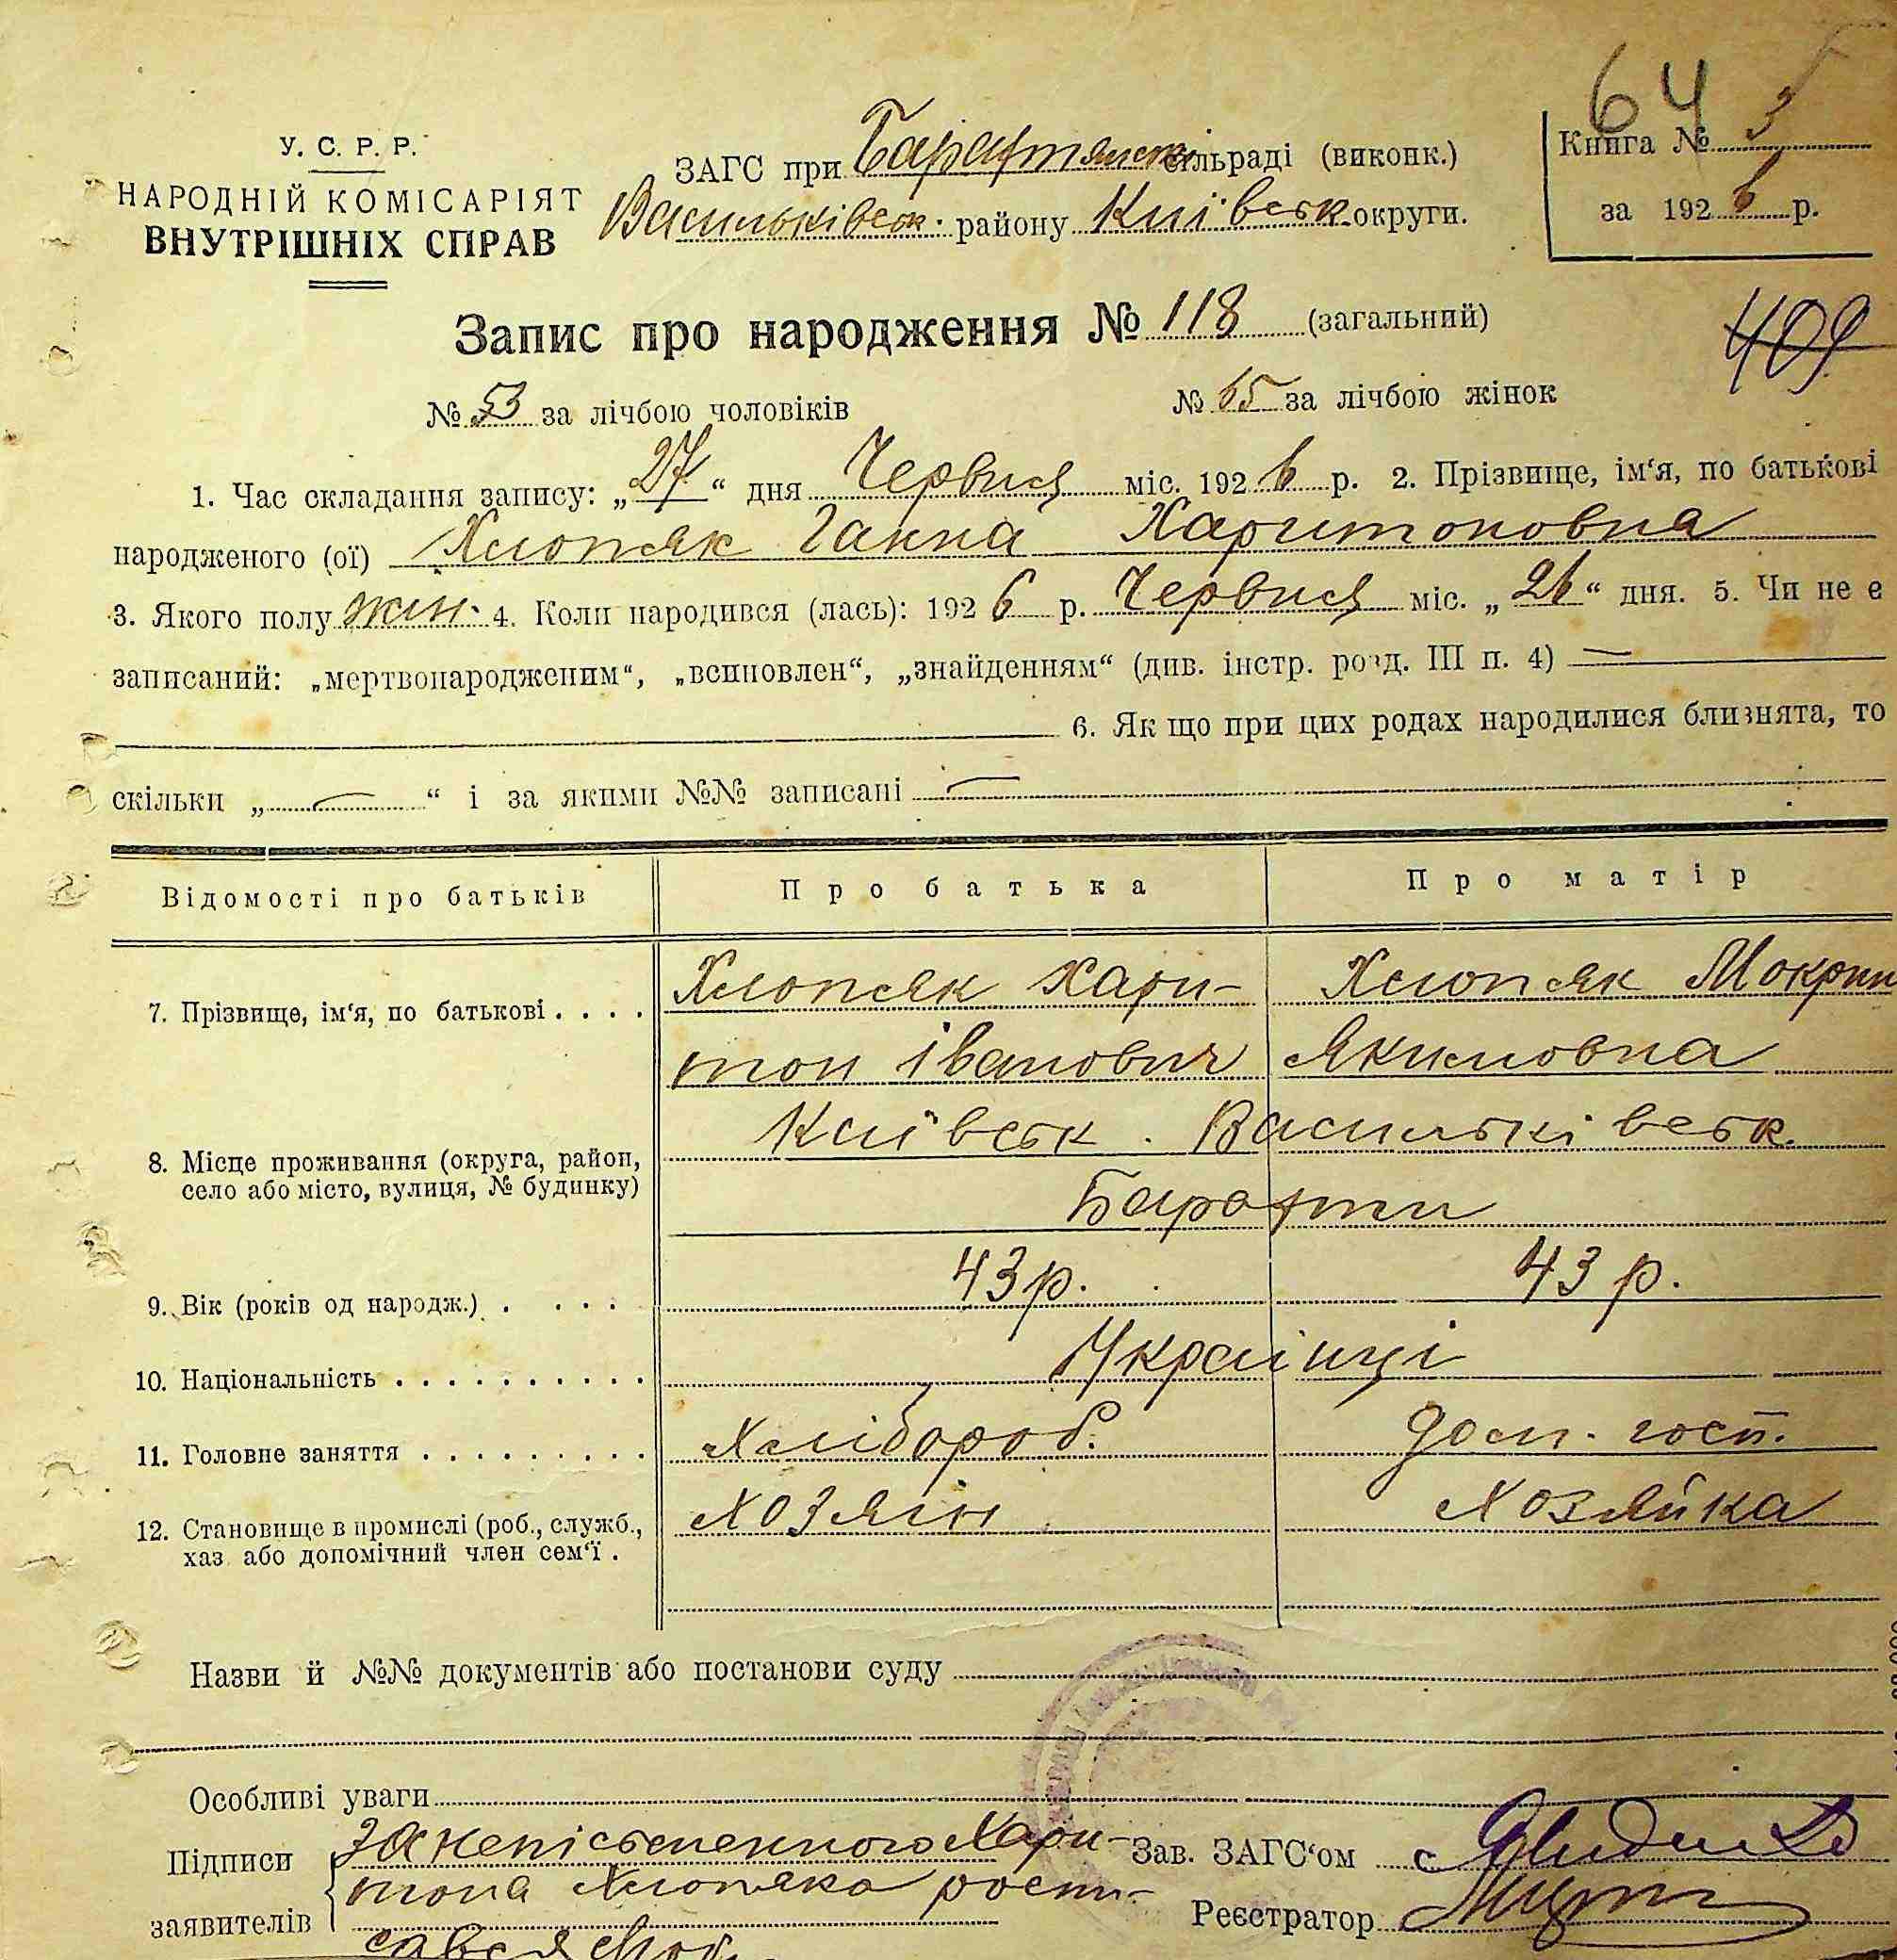 64
У. С. Р. Р.
НАРОДНІЙ КОМІСАРІЯТ
ВНУТРІШНІХ СПРАВ
ЗАГС при Барахтянськ сільраді (виконк.)
Васильківськ. району Київськ. округи.
Книга № 3
за 1926 р.
Запис про народження № 118 (загальний)
409
№ 53 за лічбою чоловіків
№ 65 за лічбою жінок
1. Час складання запису: „27“ дня Червня міс. 1926 р. 2. Прізвище, ім‘я, по батькові
народженого (ої) Хлопяк Ганна Харитоновна
3. Якого полу жін. 4. Коли народився (лась): 1926 р. Червня міс. „26“ дня. 5. Чи не е
записаний: „мертвонародженим“, „всиновлен“, „знайденням“ (див. інстр. розд. III п. 4) —
6. Як що при цих родах народилися близнята, то
скільки „—“ і за якими №№ записані —
Відомості про батьків
Про батька
Про матір
7. Прізвище, ім‘я, по батькові . . . .
Хлопяк Хари-
тон Іванович
Хлопяк Мокрин
Якимовна
8. Місце проживання (округа, район,
село або місто, вулиця, № будинку)
Київськ. Васильківськ.
Барахти
9. Вік (років од народж.) . . . . .
43 р.
43 р.
10. Національність . . . . . . . . . .
Українці
11. Головне заняття . . . . . . . . .
Хлібороб.
дом. госп.
12. Становище в промислі (роб., служб.,
хаз або допомічний член сем‘ї .
хозяін
хозяйка
Назви й №№ документів або постанови суду
Особливі уваги
Підписи
заявителів
За непісьменного Хари-
тона Хлопяка роспи-
сався
Зав. ЗАГС‘ом
Реєстратор